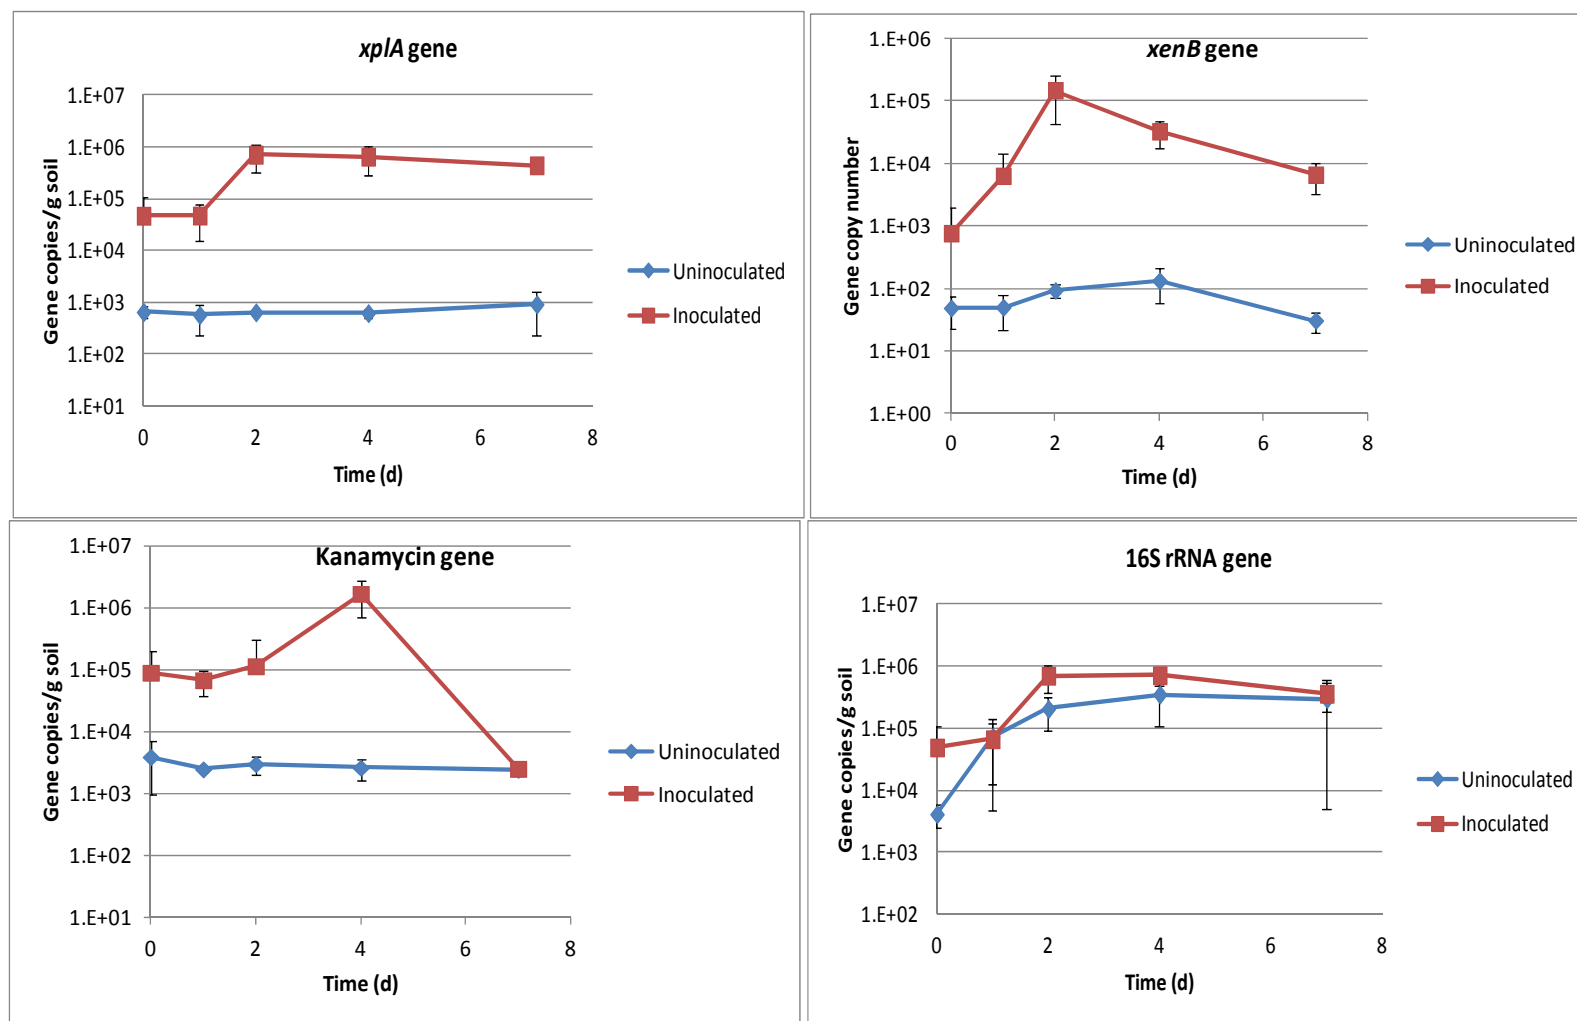 xplA gene
1.E+07
1.E+06
1.E+05
1.E+04
1.E+03
1.E+02
1.E+01
Gene copies/g soil
0 2 4 6 8
Time (d)
Uninoculated
Inoculated
xenB gene
1.E+06
1.E+05
1.E+04
1.E+03
1.E+02
1.E+01
1.E+00
Gene copy number
0 2 4 6 8
Time (d)
Uninoculated
Inoculated
Kanamycin gene
1.E+07
1.E+06
1.E+05
1.E+04
1.E+03
1.E+02
1.E+01
Gene copies/g soil
0 2 4 6 8
Time (d)
Uninoculated
Inoculated
16S rRNA gene
1.E+07
1.E+06
1.E+05
1.E+04
1.E+03
1.E+02
Gene copies/g soil
0 2 4 6 8
Time (d)
Uninoculated
Inoculated